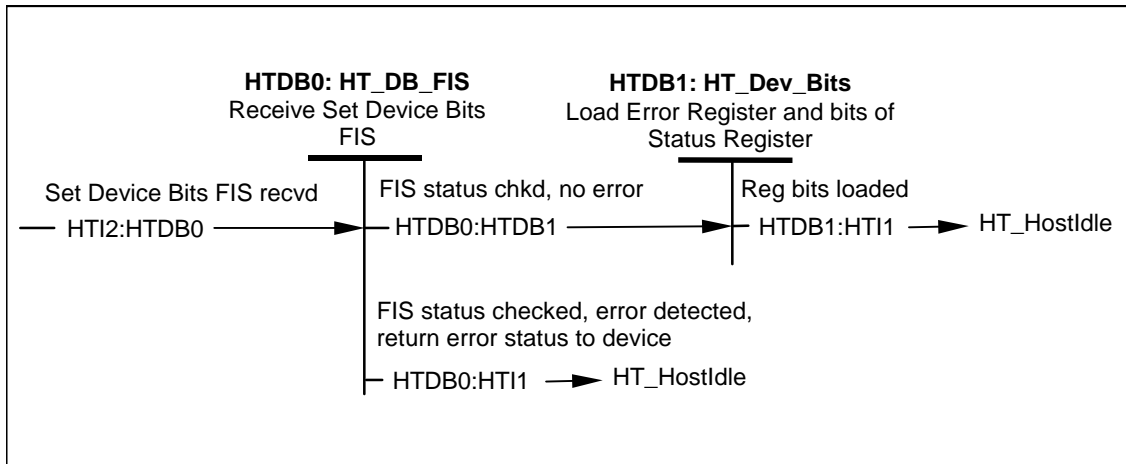 HTDB0: HT_DB_FIS
Receive Set Device Bits
FIS
HTDB1: HT_Dev_Bits
Load Error Register and bits of
Status Register
Set Device Bits FIS recvd
HTI2:HTDB0
FIS status chkd, no error
HTDB0:HTDB1
Reg bits loaded
HTDB1:HTI1
HT_HostIdle
FIS status checked, error detected,
return error status to device
HTDB0:HTI1
HT_HostIdle